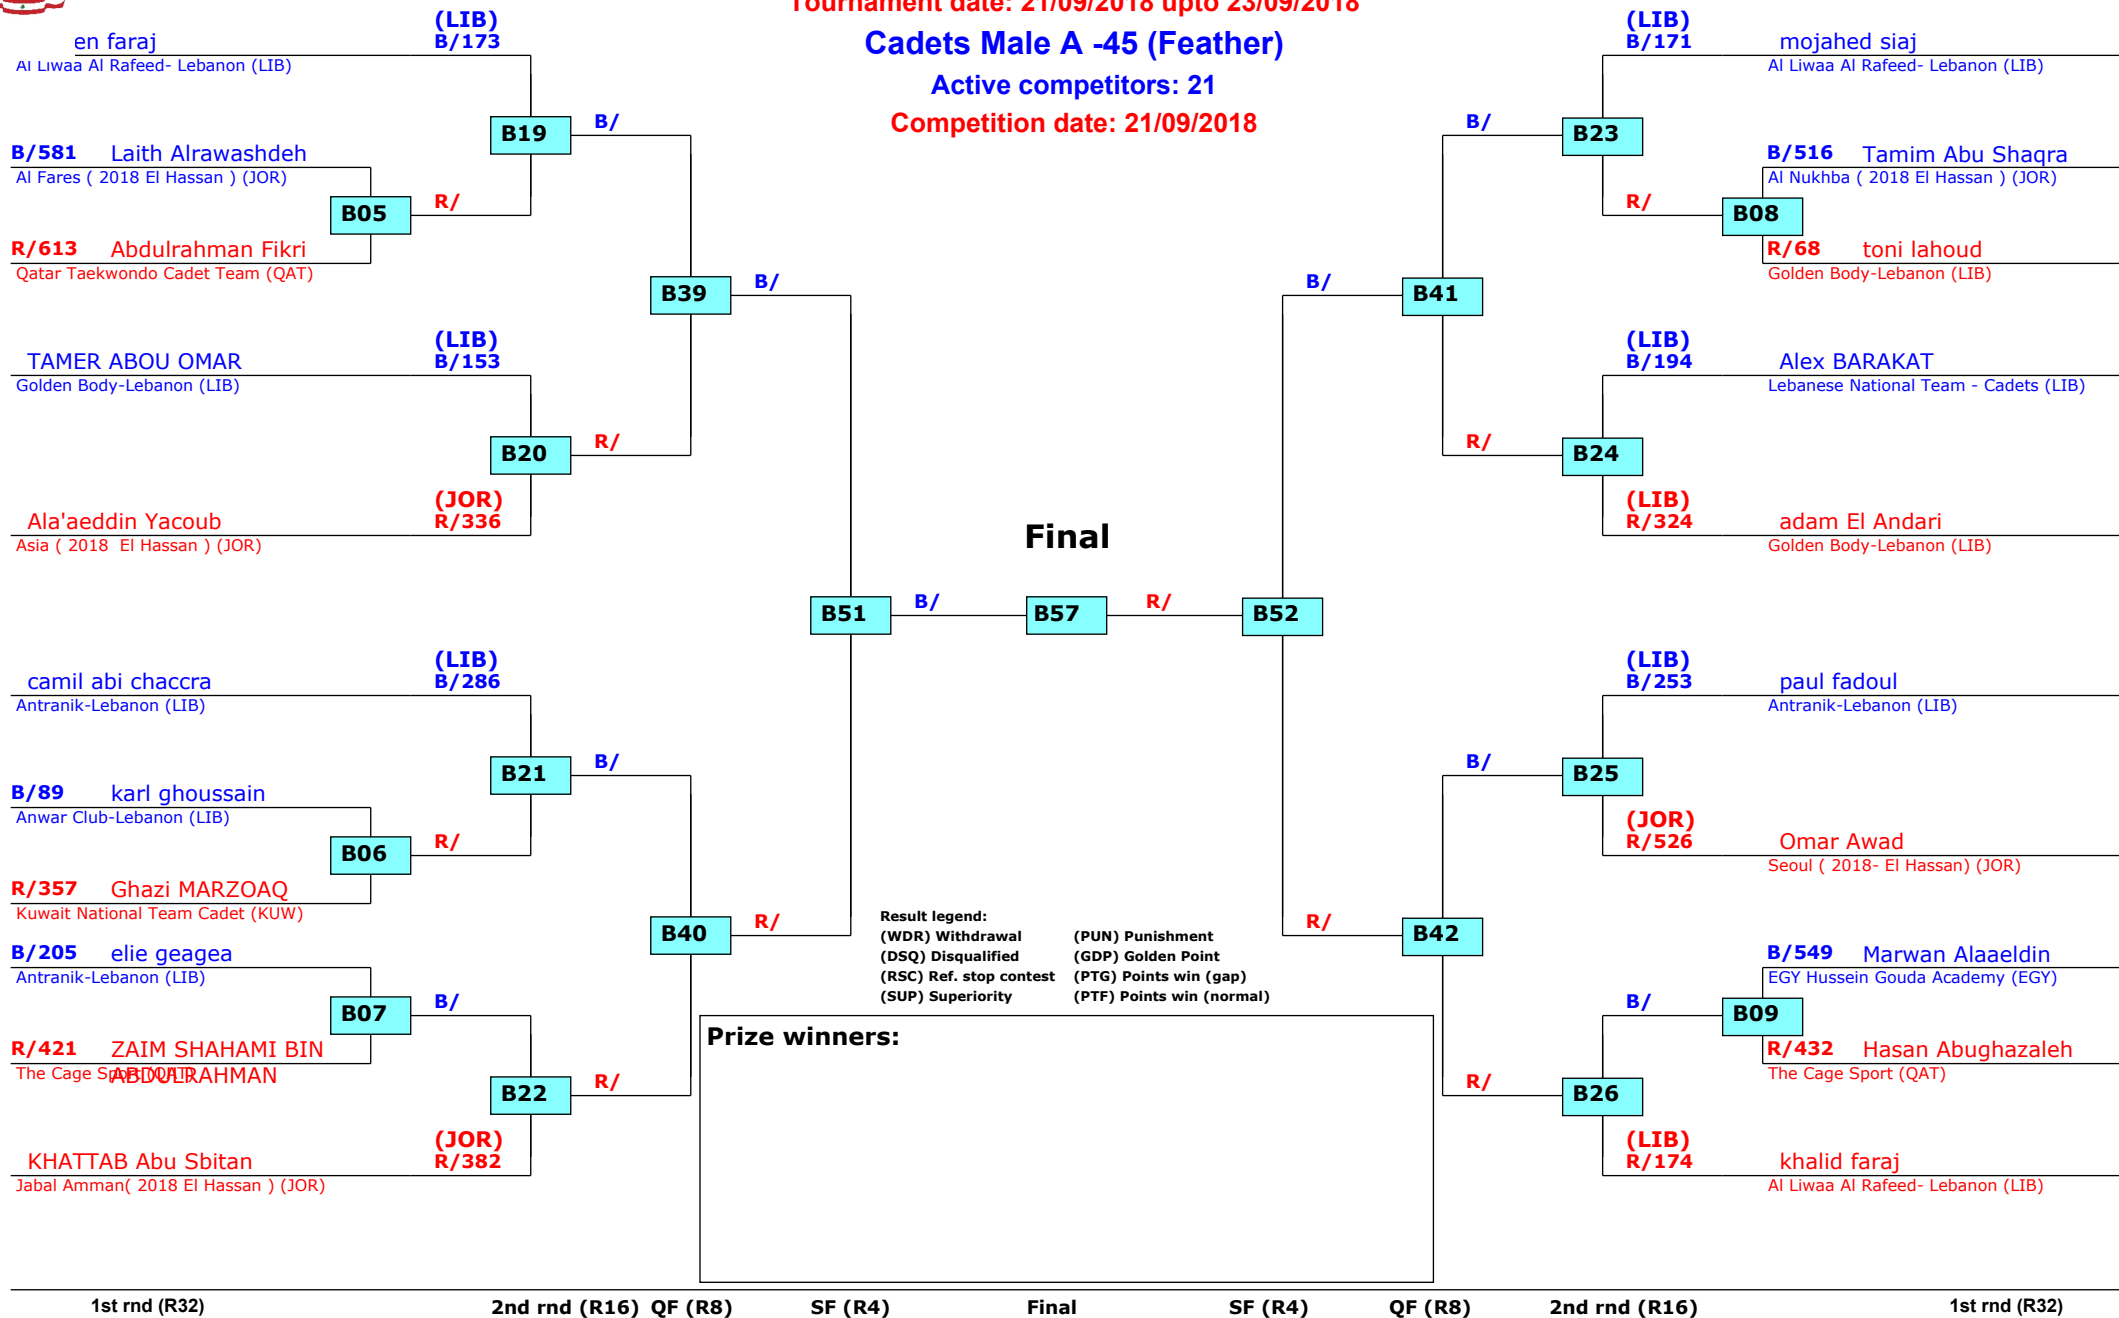 Tournament date: 21/09/2018 upto 23/09/2018
Cadets Male A -45 (Feather)
Active competitors: 21
Competition date: 21/09/2018
en faraj
(LIB)
B/173
Al Liwaa Al Rafeed- Lebanon (LIB)
B19
B/
B/581 Laith Alrawashdeh
Al Fares ( 2018 El Hassan ) (JOR)
B05
R/
R/613 Abdulrahman Fikri
Qatar Taekwondo Cadet Team (QAT)
B39
B/
TAMER ABOU OMAR
(LIB)
B/153
Golden Body-Lebanon (LIB)
B20
R/
Ala'aeddin Yacoub
(JOR)
R/336
Asia ( 2018 El Hassan ) (JOR)
B51
B/
camil abi chaccra
(LIB)
B/286
Antranik-Lebanon (LIB)
B21
B/
B/89 karl ghoussain
Anwar Club-Lebanon (LIB)
B06
R/
R/357 Ghazi MARZOAQ
Kuwait National Team Cadet (KUW)
B40
R/
B/205 elie geagea
Antranik-Lebanon (LIB)
B07
B/
R/421 ZAIM SHAHAMI BIN
ABDULRAHMAN
The Cage Sport (QAT)
B22
R/
KHATTAB Abu Sbitan
(JOR)
R/382
Jabal Amman( 2018 El Hassan ) (JOR)
Final
B57
R/
B52
(LIB)
B/171
mojahed siaj
Al Liwaa Al Rafeed- Lebanon (LIB)
B/
B23
B/516 Tamim Abu Shaqra
Al Nukhba ( 2018 El Hassan ) (JOR)
R/
B08
R/68 toni lahoud
Golden Body-Lebanon (LIB)
B/
B41
(LIB)
B/194
Alex BARAKAT
Lebanese National Team - Cadets (LIB)
R/
B24
(LIB)
R/324
adam El Andari
Golden Body-Lebanon (LIB)
(LIB)
B/253
paul fadoul
Antranik-Lebanon (LIB)
B/
B25
(JOR)
R/526
Omar Awad
Seoul ( 2018- El Hassan) (JOR)
R/
B42
B/549 Marwan Alaaeldin
EGY Hussein Gouda Academy (EGY)
B/
B09
R/432 Hasan Abughazaleh
The Cage Sport (QAT)
R/
B26
(LIB)
R/174
khalid faraj
Al Liwaa Al Rafeed- Lebanon (LIB)
Result legend:
(WDR) Withdrawal (PUN) Punishment
(DSQ) Disqualified (GDP) Golden Point
(RSC) Ref. stop contest (PTG) Points win (gap)
(SUP) Superiority (PTF) Points win (normal)
Prize winners:
1st rnd (R32) 2nd rnd (R16) QF (R8) SF (R4) Final SF (R4) QF (R8) 2nd rnd (R16) 1st rnd (R32)